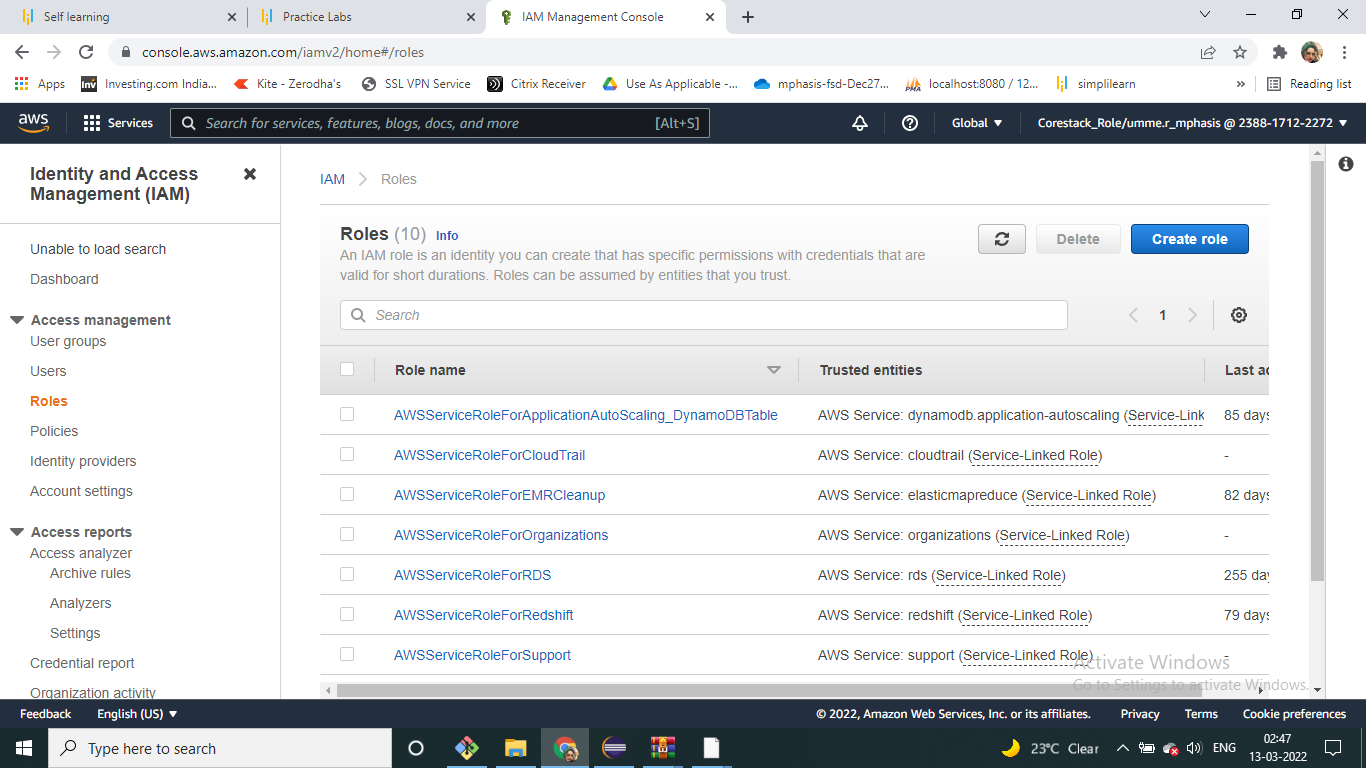 Self learning
Practice Labs
IAM Management Console
console.aws.amazon.com/iamv2/home#/roles
Apps
inv Investing.com India...
Kite - Zerodha's
SSL VPN Service
Citrix Receiver
Use As Applicable -...
mphasis-fsd-Dec27...
localhost:8080 / 12...
simplilearn
»
Reading list
aws
Services
Search for services, features, blogs, docs, and more [Alt+S]
Global
Corestack_Role/umme.r_mphasis @ 2388-1712-2272
Identity and Access
Management (IAM)
Unable to load search
Dashboard
Access management
User groups
Users
Roles
Policies
Identity providers
Account settings
Access reports
Access analyzer
Archive rules
Analyzers
Settings
Credential report
Organization activity
IAM > Roles
Roles (10) Info
An IAM role is an identity you can create that has specific permissions with credentials that are
valid for short durations. Roles can be assumed by entities that you trust.
Delete
Create role
Search
1
Role name Trusted entities Last ac
AWSServiceRoleForApplicationAutoScaling_DynamoDBTable AWS Service: dynamodb.application-autoscaling (Service-Link 85 days
AWSServiceRoleForCloudTrail AWS Service: cloudtrail (Service-Linked Role) -
AWSServiceRoleForEMRCleanup AWS Service: elasticmapreduce (Service-Linked Role) 82 days
AWSServiceRoleForOrganizations AWS Service: organizations (Service-Linked Role) -
AWSServiceRoleForRDS AWS Service: rds (Service-Linked Role) 255 day
AWSServiceRoleForRedshift AWS Service: redshift (Service-Linked Role) 79 days
AWSServiceRoleForSupport AWS Service: support (Service-Linked Role) -
Activate Windows
Go to Settings to activate Windows.
Feedback
English (US)
© 2022, Amazon Web Services, Inc. or its affiliates.
Privacy
Terms
Cookie preferences
Type here to search
23°C Clear
ENG
02:47
13-03-2022